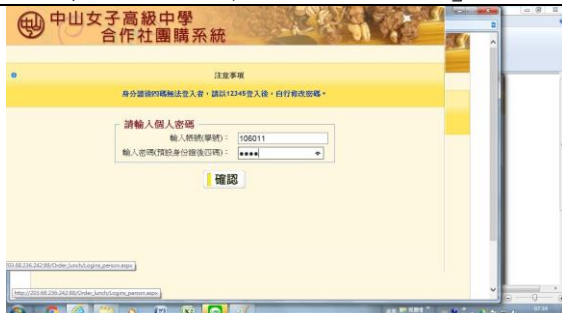 中山女子高級中學
合作社團購系統
注意事項
身分證後四碼無法登入者，請以12345登入後，自行修改密碼。
請輸入個人密碼
輸入帳號(學號)： 106011
輸入密碼(預設身份證後四碼)： ●●●●
確認
203.68.236.242:88/Order_lunch/Logins_person.aspx
http://203.68.236.242:88/Order_lunch/Logins_person.aspx
07:34